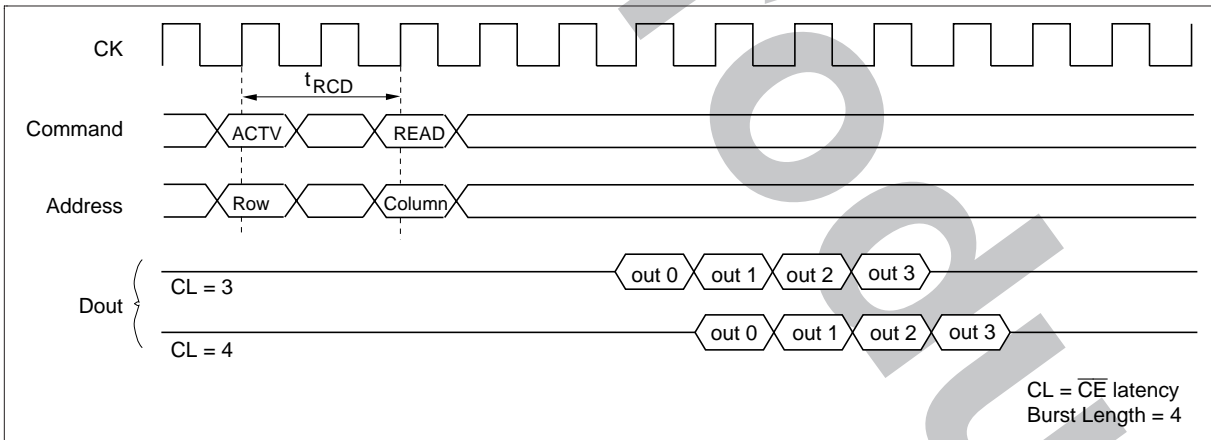 CK
tRCD
Command
ACTV
READ
Address
Row
Column
Dout
CL = 3
out 0
out 1
out 2
out 3
CL = 4
out 0
out 1
out 2
out 3
CL = C̅E̅ latency
Burst Length = 4